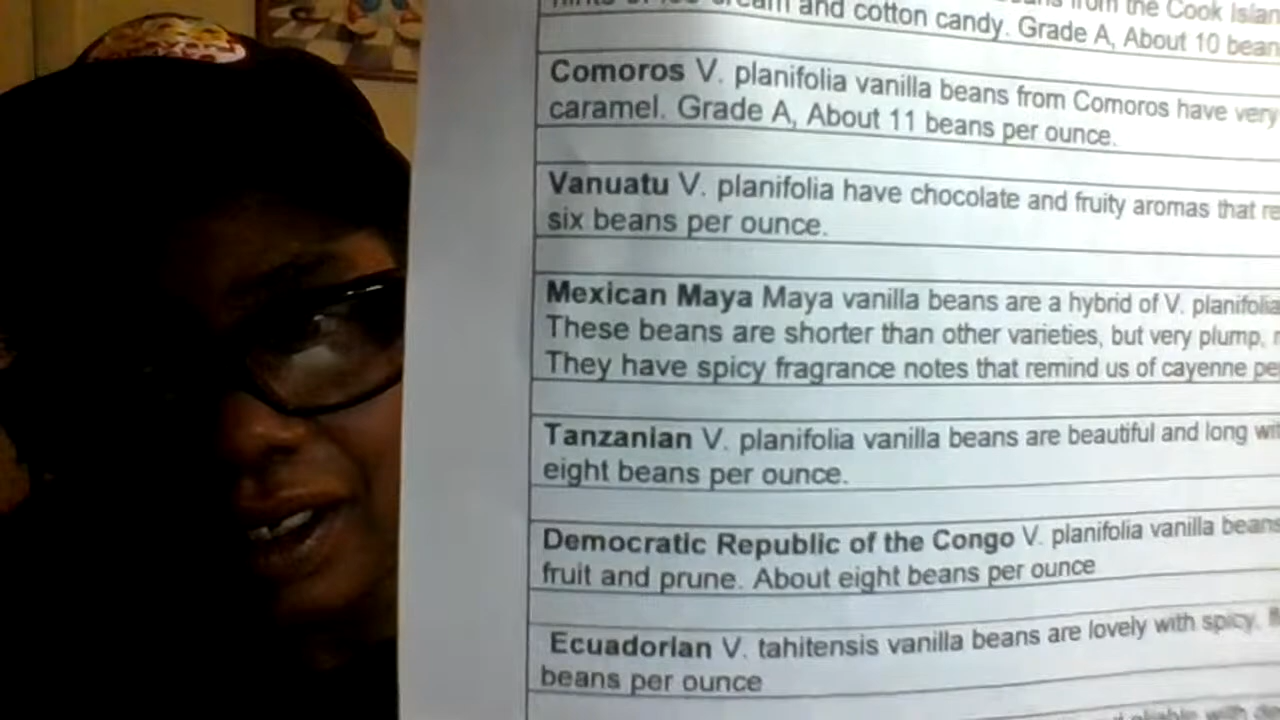 and cotton candy. Grade A, About 10 bean
Comoros V. planifolia vanilla beans from Comoros have very
caramel. Grade A, About 11 beans per ounce.
Vanuatu V. planifolia have chocolate and fruity aromas that re
six beans per ounce.
Mexican Maya Maya vanilla beans are a hybrid of V. planifolia
These beans are shorter than other varieties, but very plump,
They have spicy fragrance notes that remind us of cayenne pe
Tanzanian V. planifolia vanilla beans are beautiful and long wit
eight beans per ounce.
Democratic Republic of the Congo V. planifolia vanilla beans
fruit and prune. About eight beans per ounce
Ecuadorian V. tahitensis vanilla beans are lovely with spicy,
beans per ounce